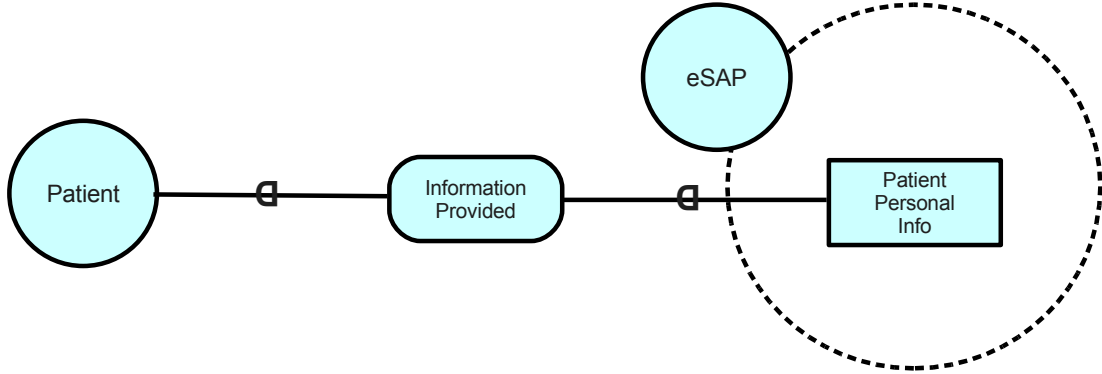 eSAP
Patient
Information
Provided
Patient
Personal
Info